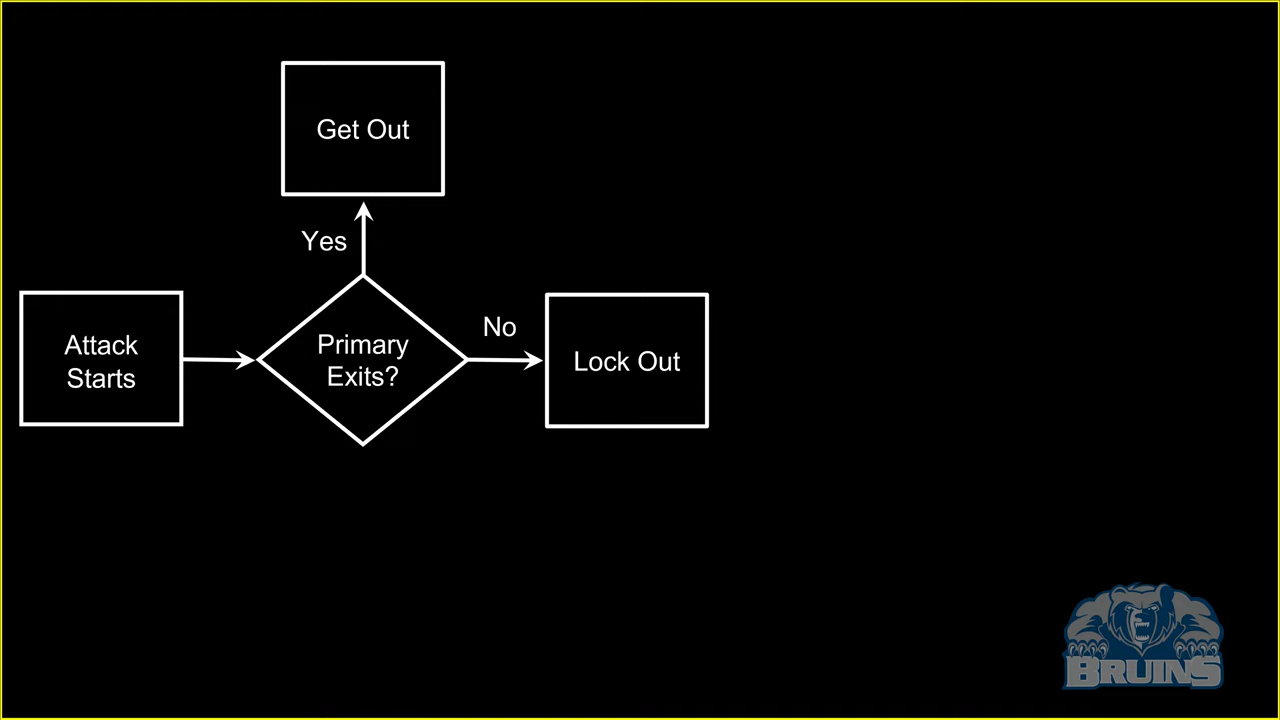 Get Out
Yes
Attack
Starts
Primary
Exits?
No
Lock Out
BRUINS